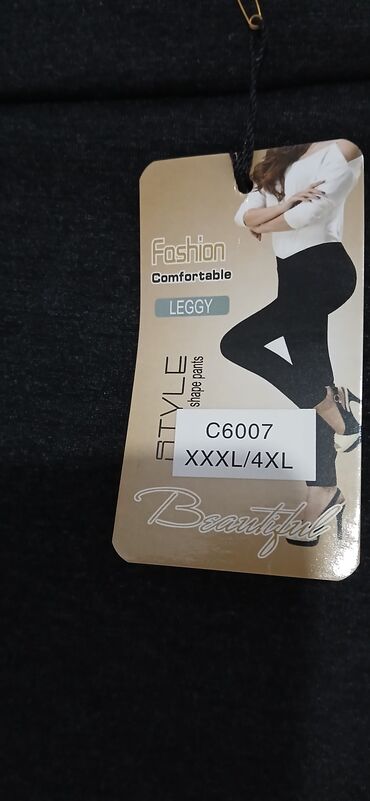 Fashion
Comfortable
LEGGY
STYLE
shape pants
C6007
XXXL/4XL
Beautiful